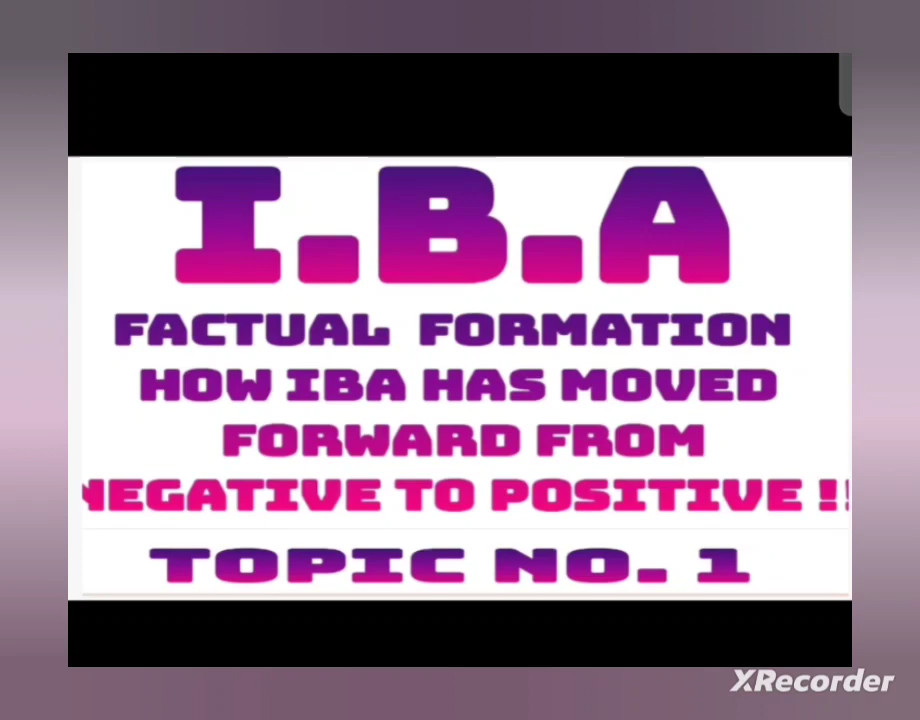 I.B.A
FACTUAL FORMATION
HOW IBA HAS MOVED
FORWARD FROM
NEGATIVE TO POSITIVE !!
TOPIC NO. 1
XRecorder